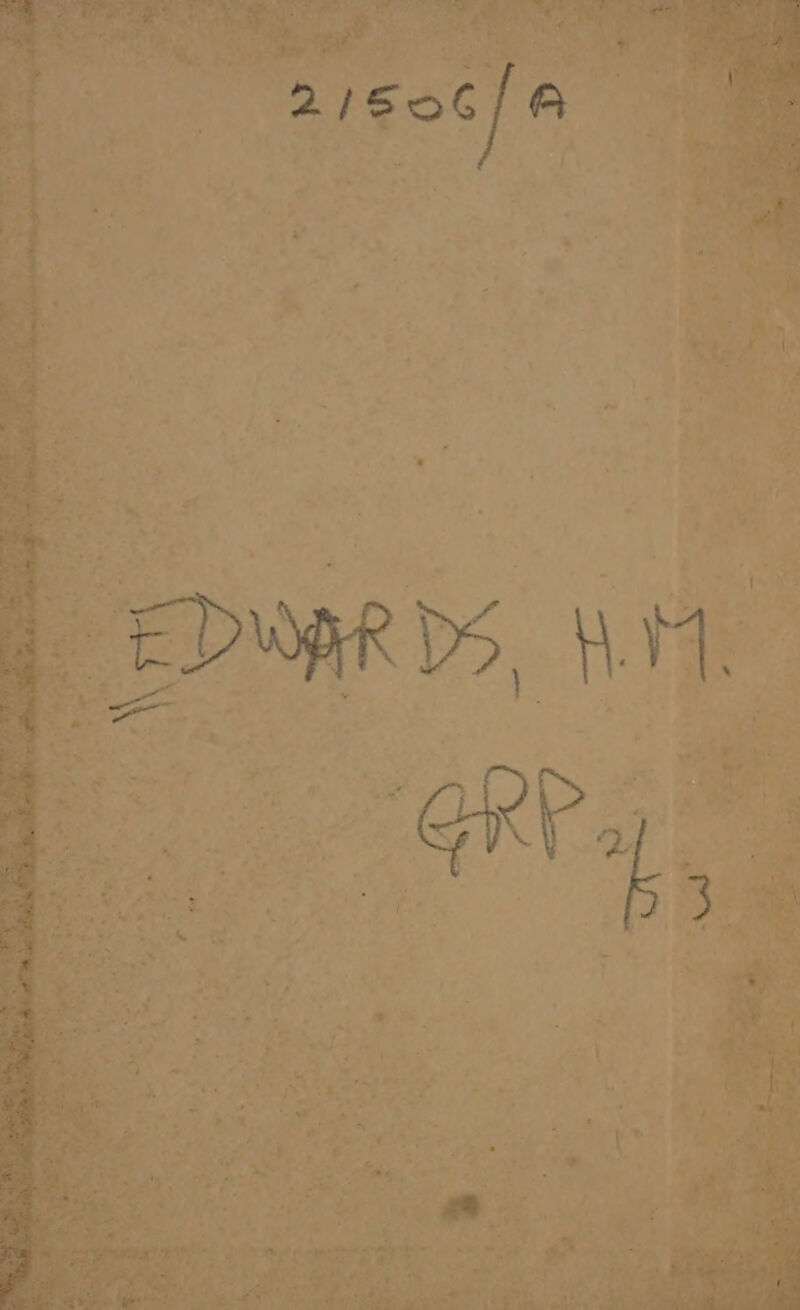 21506/A
EDWARDS, H.M.
GRP 2/53